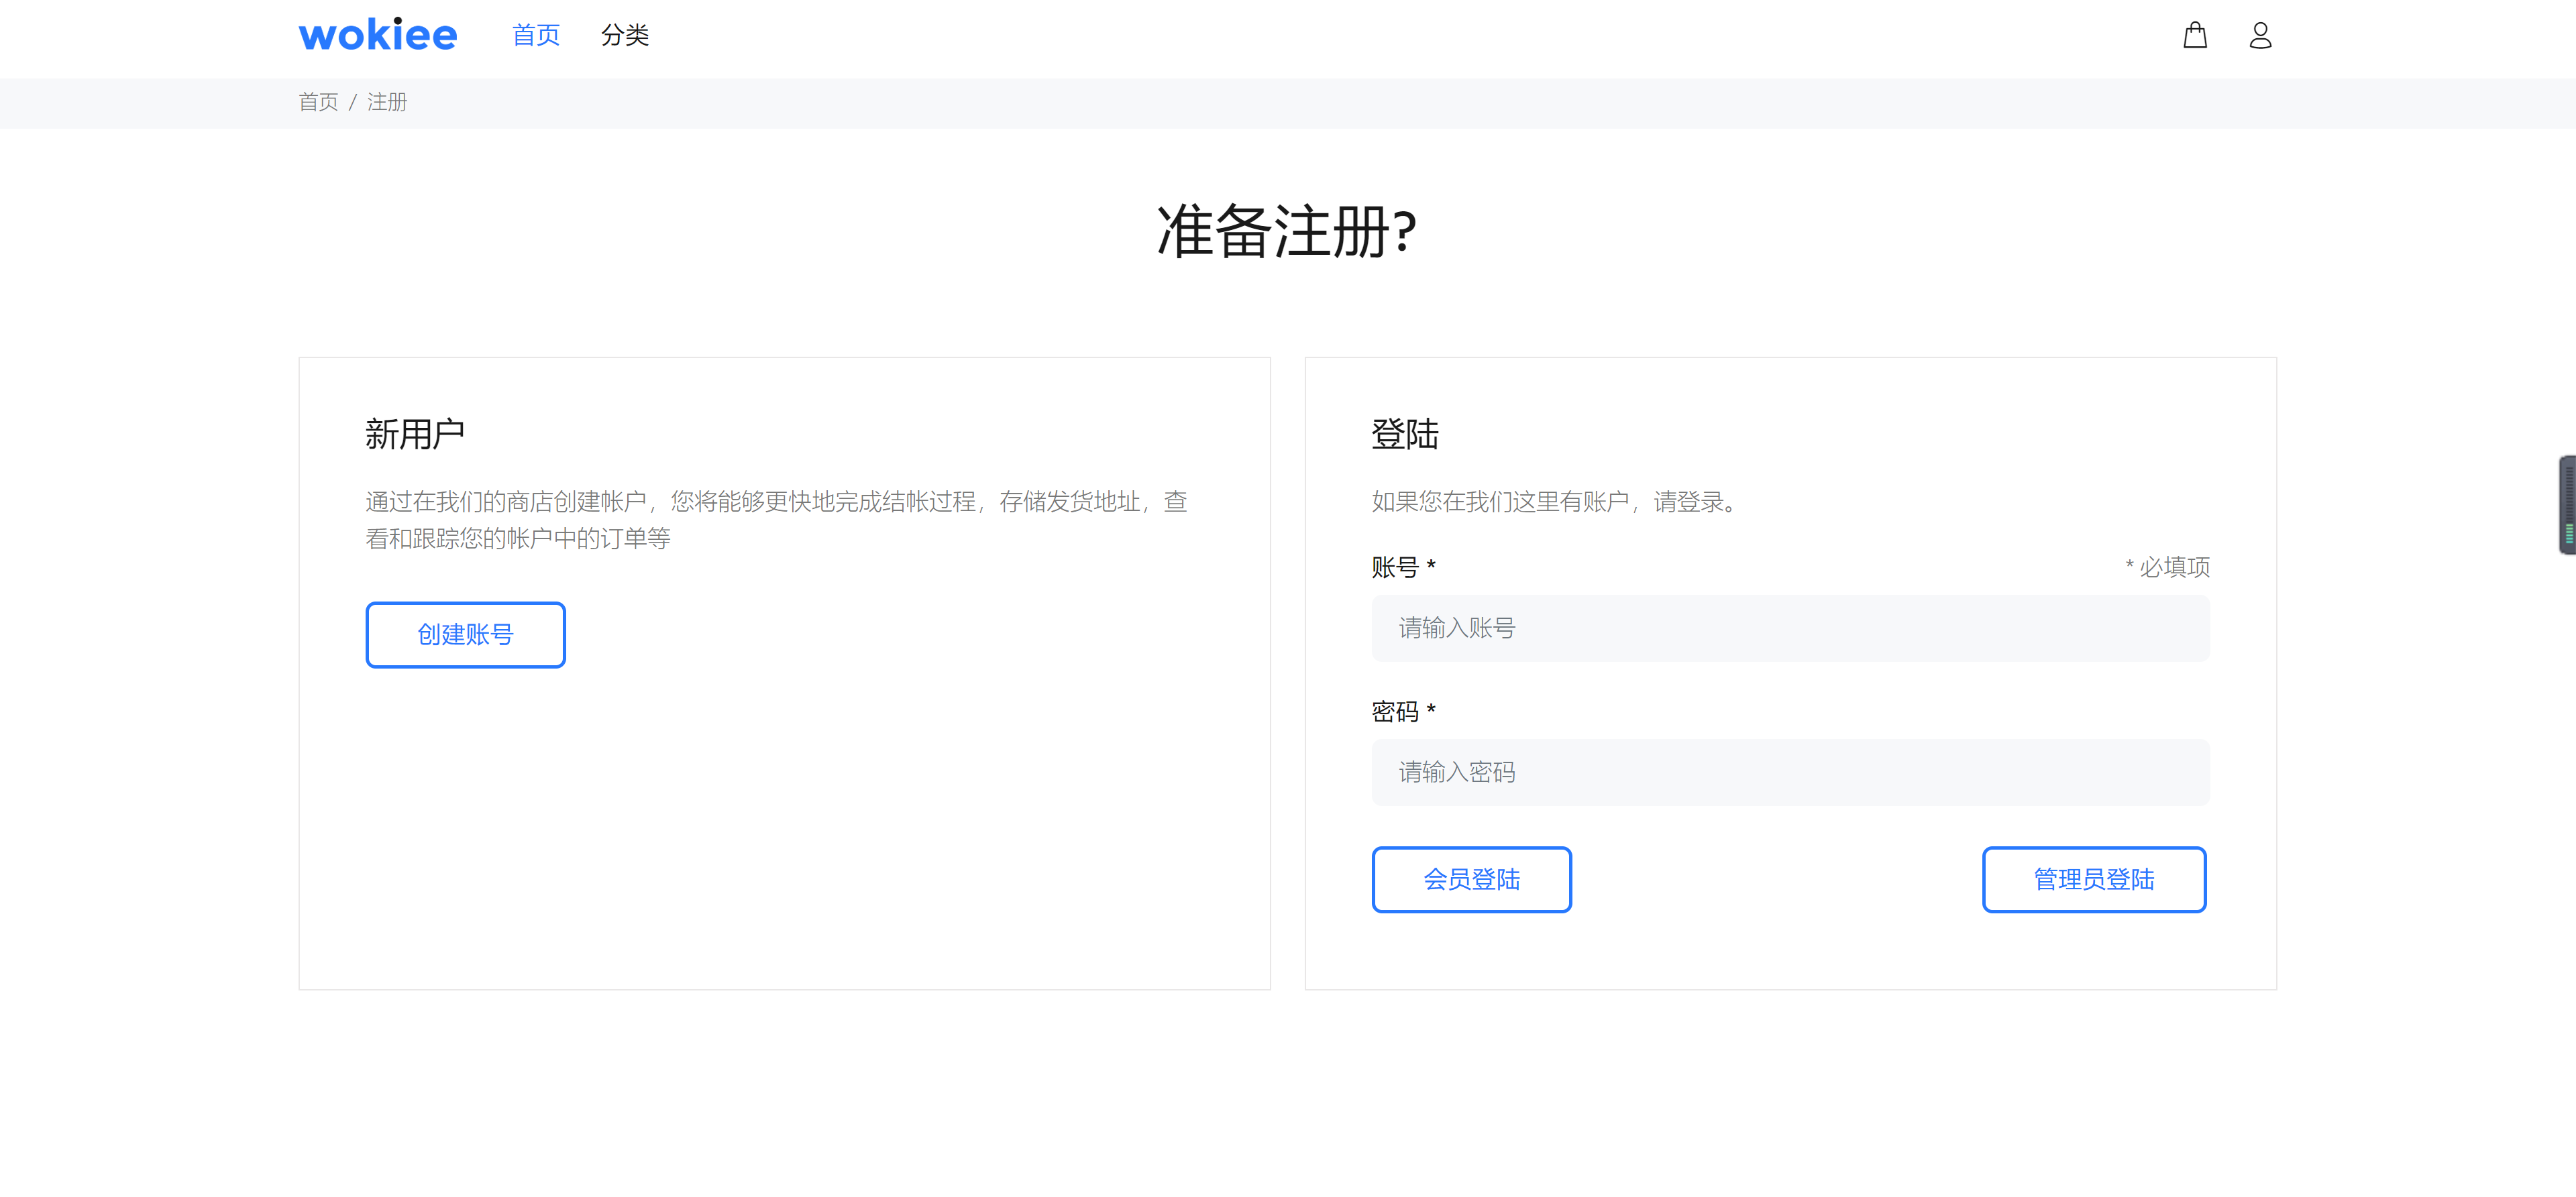 wokiee 首页 分类
首页 / 注册
准备注册?
新用户
通过在我们的商店创建帐户，您将能够更快地完成结帐过程，存储发货地址，查
看和跟踪您的帐户中的订单等
创建账号
登陆
如果您在我们这里有账户，请登录。
账号 * * 必填项
请输入账号
密码 *
请输入密码
会员登陆 管理员登陆